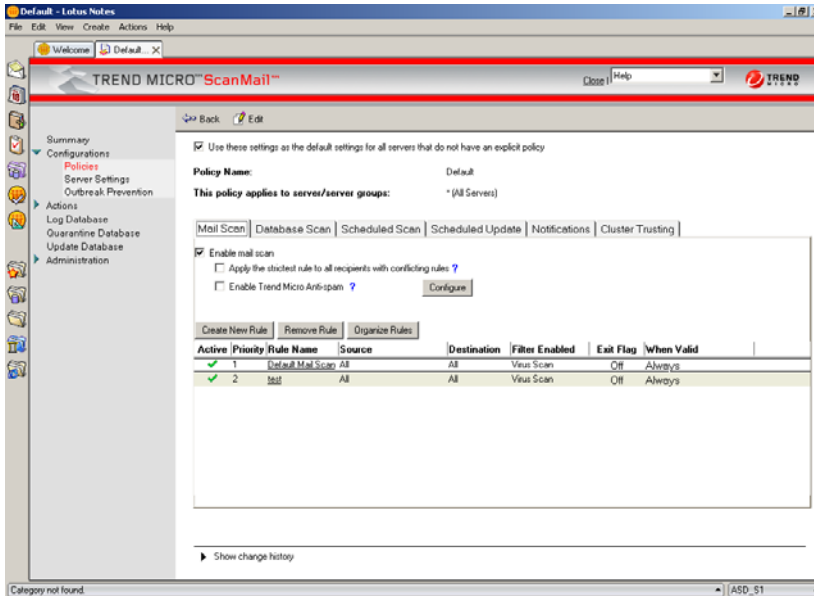 Default - Lotus Notes
File Edit View Create Actions Help
Welcome Default... X
TREND MICRO™ ScanMail™ Close | Help TREND MICRO
Back Edit
Summary
Configurations
Policies
Server Settings
Outbreak Prevention
Actions
Log Database
Quarantine Database
Update Database
Administration
Use these settings as the default settings for all servers that do not have an explicit policy
Policy Name: Default
This policy applies to server/server groups: * (All Servers)
Mail Scan | Database Scan | Scheduled Scan | Scheduled Update | Notifications | Cluster Trusting |
Enable mail scan
Apply the strictest rule to all recipients with conflicting rules ?
Enable Trend Micro Anti-spam ? Configure
Create New Rule Remove Rule Organize Rules
Active Priority Rule Name Source Destination Filter Enabled Exit Flag When Valid
1 Default Mail Scan All All Virus Scan Off Always
2 test All All Virus Scan Off Always
Show change history
Category not found. ASD_S1